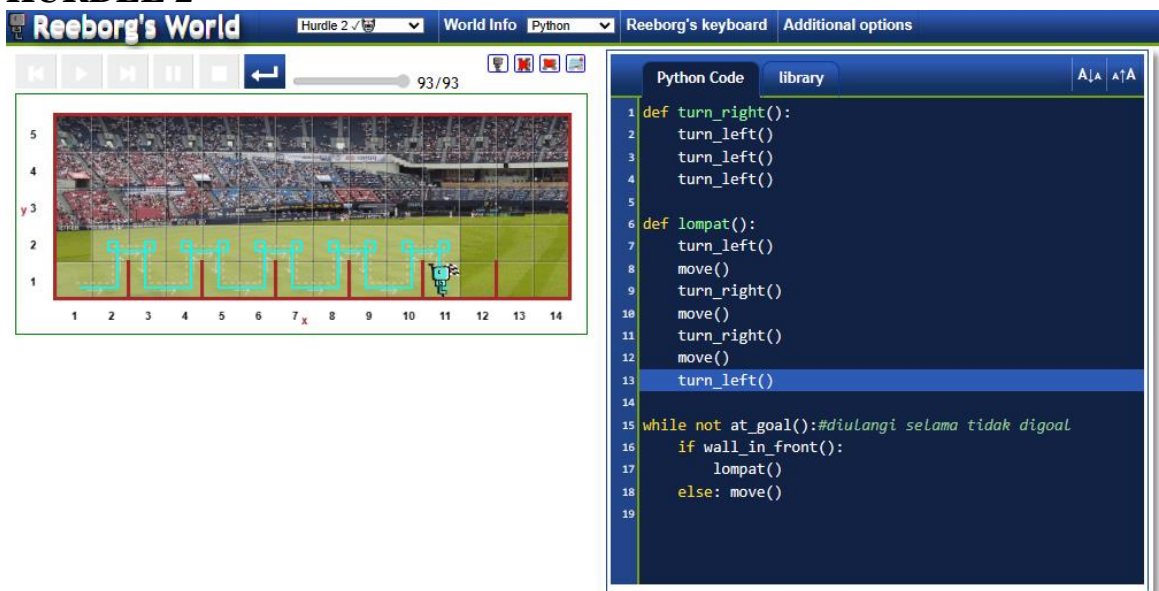 HURDLE 2
Reeborg's World
Hurdle 2 √
World Info
Python
Reeborg's keyboard
Additional options
93/93
Python Code
library
A↓A A↑A
5
4
y 3
2
1
1 2 3 4 5 6 7 x 8 9 10 11 12 13 14
1 def turn_right():
2     turn_left()
3     turn_left()
4     turn_left()
5
6 def lompat():
7     turn_left()
8     move()
9     turn_right()
10     move()
11     turn_right()
12     move()
13     turn_left()
14
15 while not at_goal():#diulangi selama tidak digoal
16     if wall_in_front():
17         lompat()
18     else: move()
19